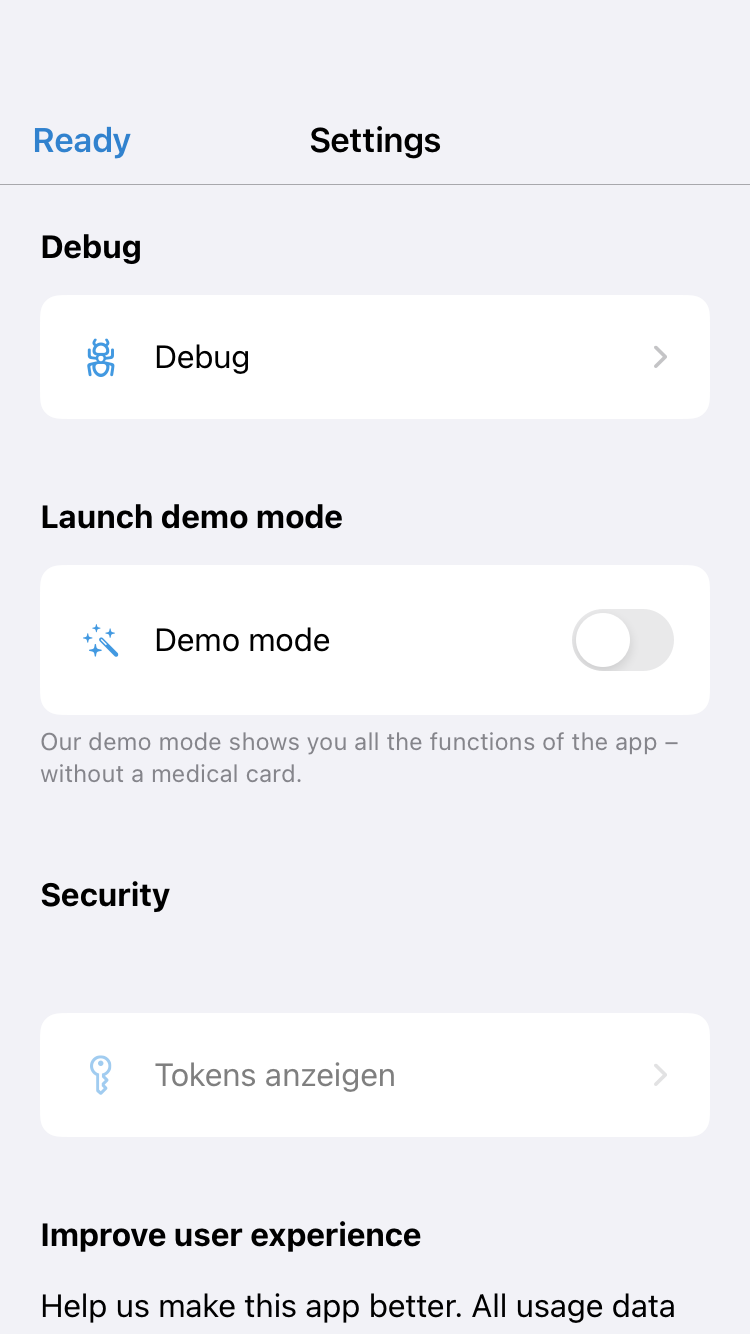 Ready
Settings
Debug
Debug
Launch demo mode
Demo mode
Our demo mode shows you all the functions of the app –
without a medical card.
Security
Tokens anzeigen
Improve user experience
Help us make this app better. All usage data